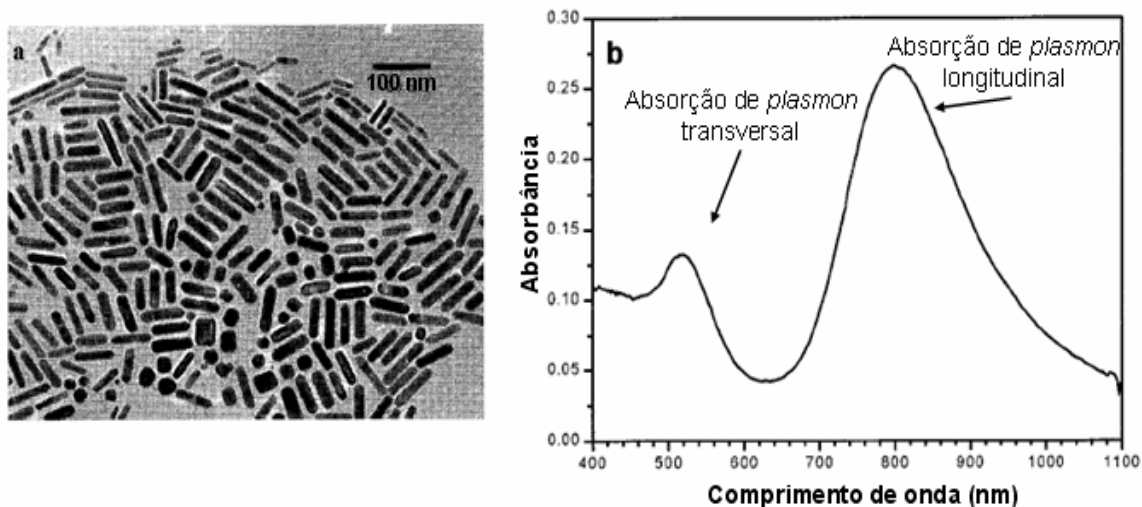 a
100 nm
b
Absorção de plasmon
longitudinal
Absorção de plasmon
transversal
Absorbância
0.30
0.25
0.20
0.15
0.10
0.05
0.00
400 500 600 700 800 900 1000 1100
Comprimento de onda (nm)